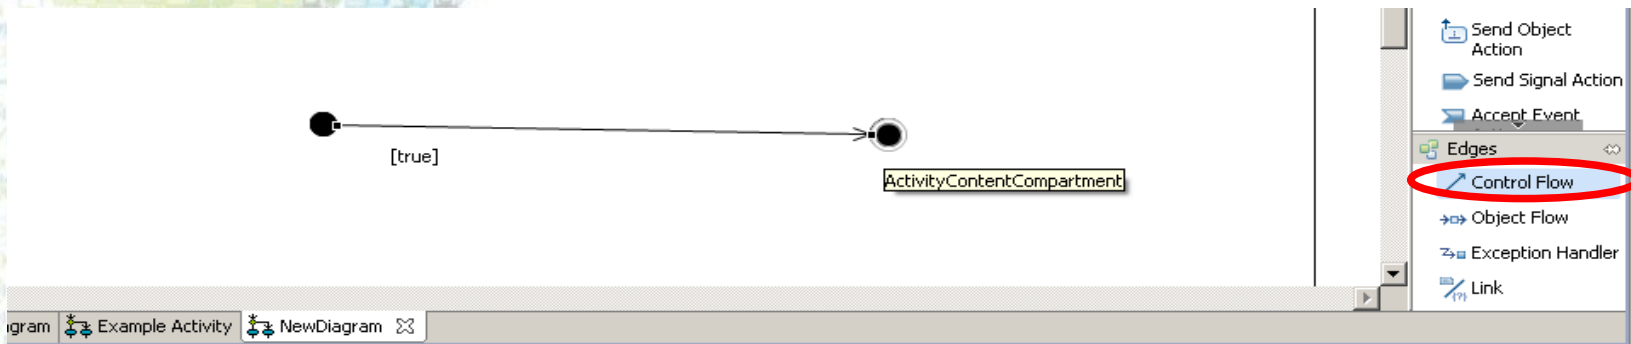 Send Object
Action
Send Signal Action
Accept Event
[true]
Edges
ActivityContentCompartment
Control Flow
Object Flow
Exception Handler
Link
gram
Example Activity
NewDiagram